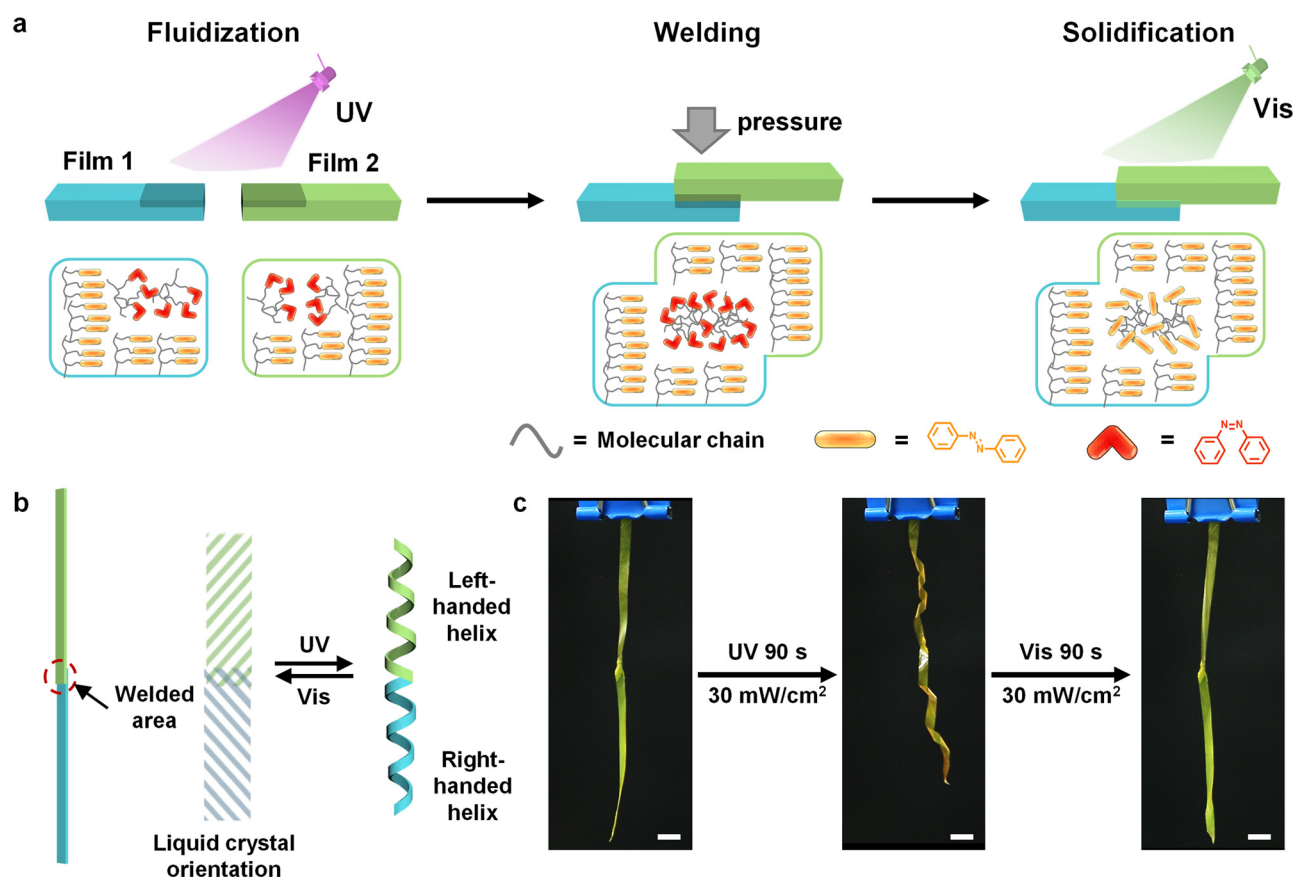 a
Fluidization
Welding
Solidification
UV
Vis
pressure
Film 1
Film 2
= Molecular chain
=
N
N
=
N
N
b
c
Left-
handed
helix
UV
Vis
Welded
area
Right-
handed
helix
Liquid crystal
orientation
UV 90 s
30 mW/cm²
Vis 90 s
30 mW/cm²